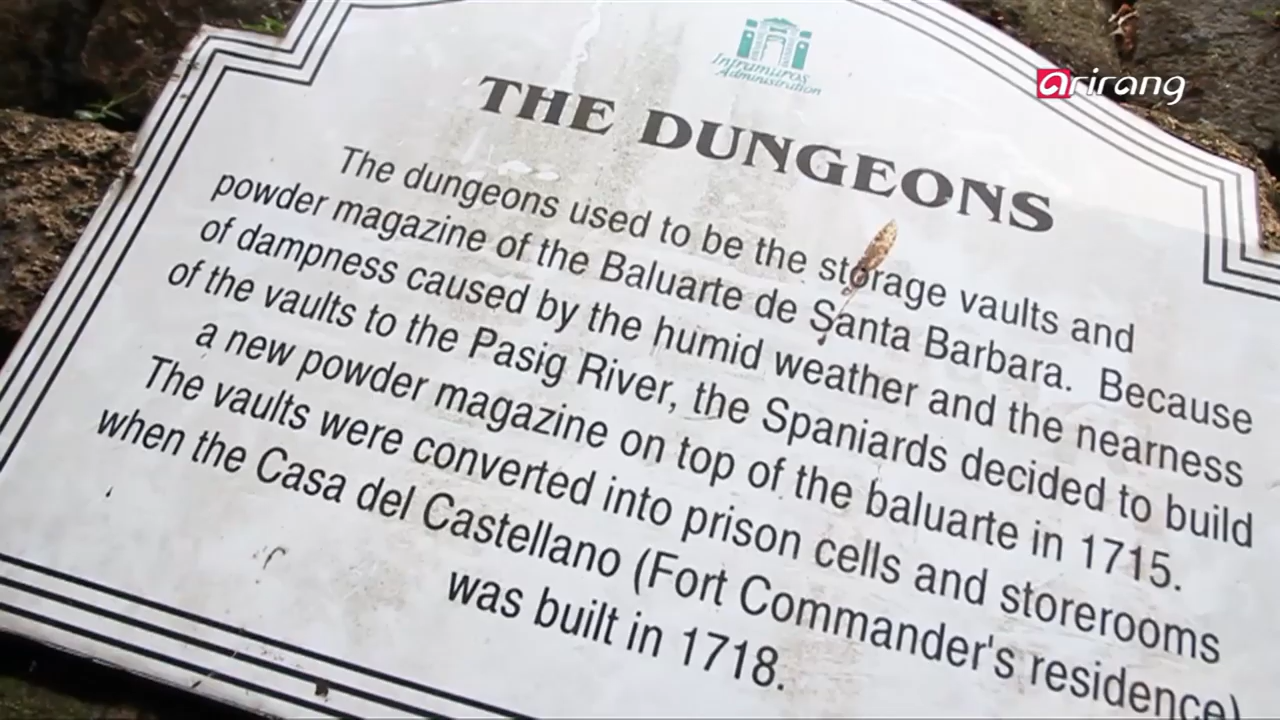 Intramuros
Administration
arirang
THE DUNGEONS
The dungeons used to be the storage vaults and
powder magazine of the Baluarte de Santa Barbara. Because
of dampness caused by the humid weather and the nearness
of the vaults to the Pasig River, the Spaniards decided to build
a new powder magazine on top of the baluarte in 1715.
The vaults were converted into prison cells and storerooms
when the Casa del Castellano (Fort Commander's residence)
was built in 1718.